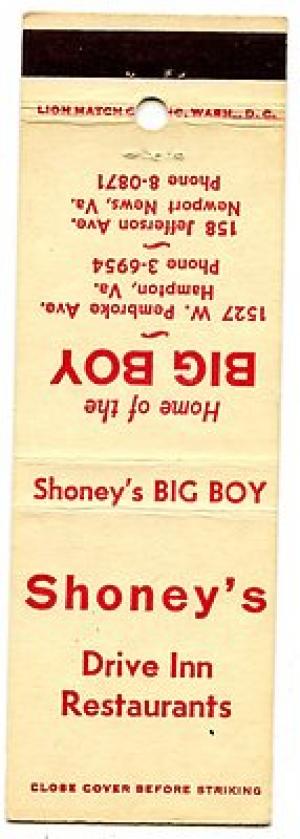 LION MATCH WASH., D. C.
Home of the
BIG BOY
~
1527 W. Pembroke Ave.
Hampton, Va.
Phone 3-6954
~
158 Jefferson Ave.
Newport News, Va.
Phone 8-0871
Shoney's BIG BOY
Shoney's
Drive Inn
Restaurants
CLOSE COVER BEFORE STRIKING